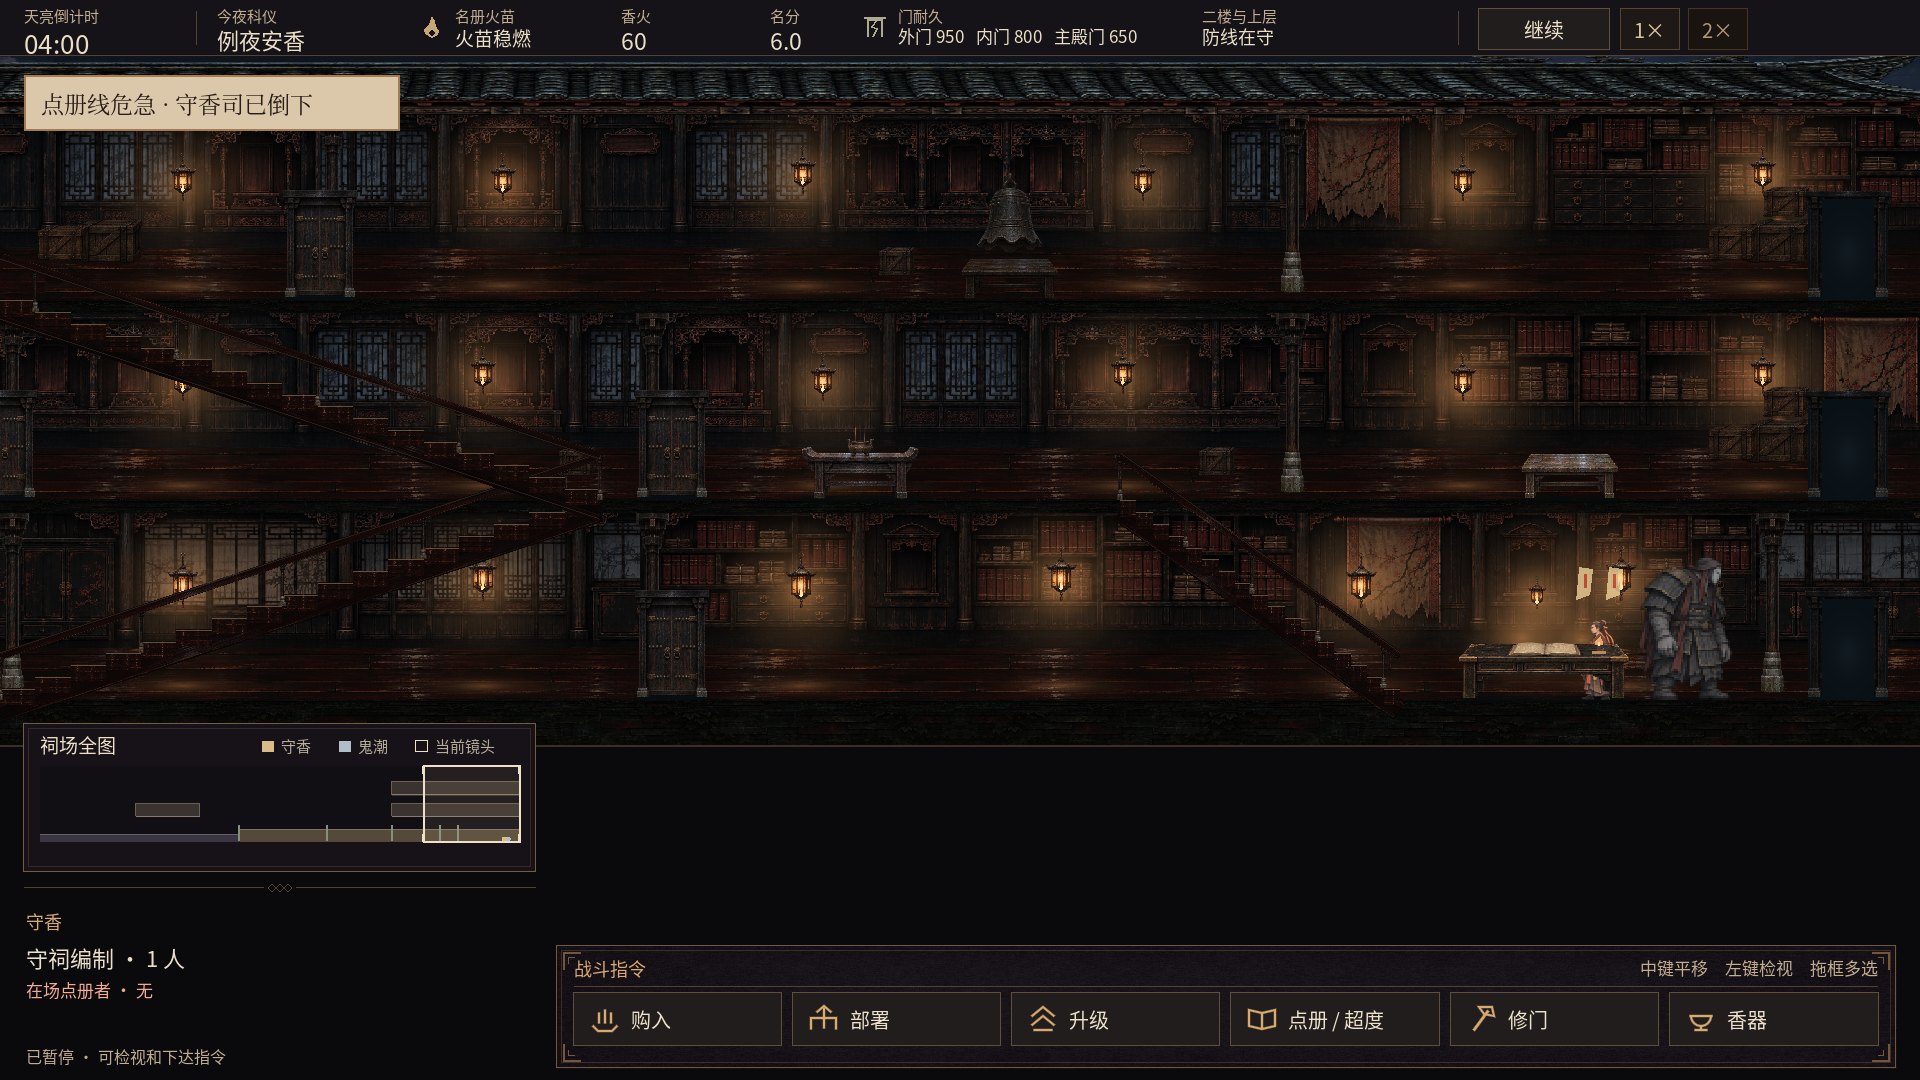 天亮倒计时
04:00
今夜科仪
例夜安香
名册火苗
火苗稳燃
香火
60
名分
6.0
门耐久
外门 950 内门 800 主殿门 650
二楼与上层
防线在守
继续
1×
2×
点册线危急 · 守香司已倒下
祠场全图
守香
鬼潮
当前镜头
守香
守祠编制 · 1 人
在场点册者 · 无
已暂停 · 可检视和下达指令
战斗指令
中键平移 左键检视 拖框多选
购入
部署
升级
点册 / 超度
修门
香器